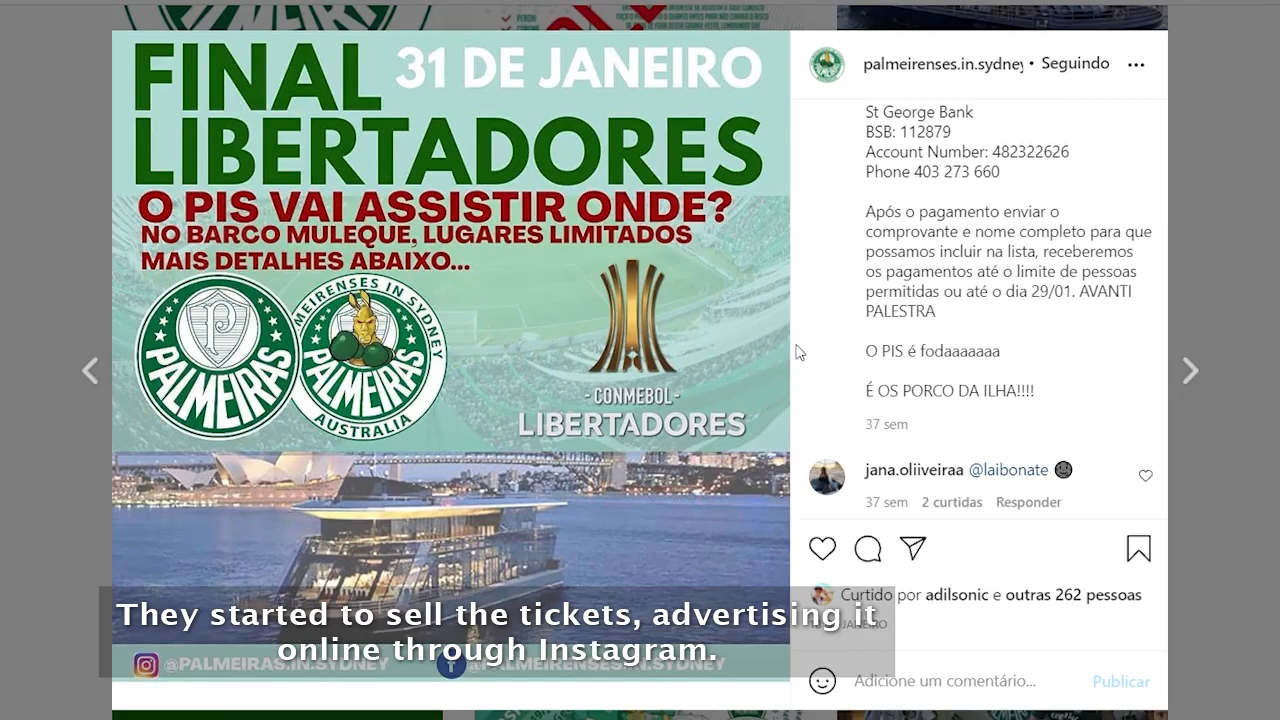 FINAL 31 DE JANEIRO
LIBERTADORES
O PIS VAI ASSISTIR ONDE?
NO BARCO MULEQUE, LUGARES LIMITADOS
MAIS DETALHES ABAIXO...
PALMEIRAS
MEIRENSES IN SYDNEY
PALMEIRAS
AUSTRALIA
- CONMEBOL -
LIBERTADORES
@PALMEIRAS.IN.SYDNEY
@PALMEIRENSES.IN.SYDNEY
palmeirenses.in.sydney • Seguindo
St George Bank
BSB: 112879
Account Number: 482322626
Phone 403 273 660
Após o pagamento enviar o
comprovante e nome completo para que
possamos incluir na lista, receberemos
os pagamentos até o limite de pessoas
permitidas ou até o dia 29/01. AVANTI
PALESTRA
O PIS é fodaaaaaaa
É OS PORCO DA ILHA!!!!
37 sem
jana.oliiveiraa @laibonate
37 sem 2 curtidas Responder
Curtido por adilsonic e outras 262 pessoas
JANEIRO
Adicione um comentário... Publicar
They started to sell the tickets, advertising it
online through Instagram.